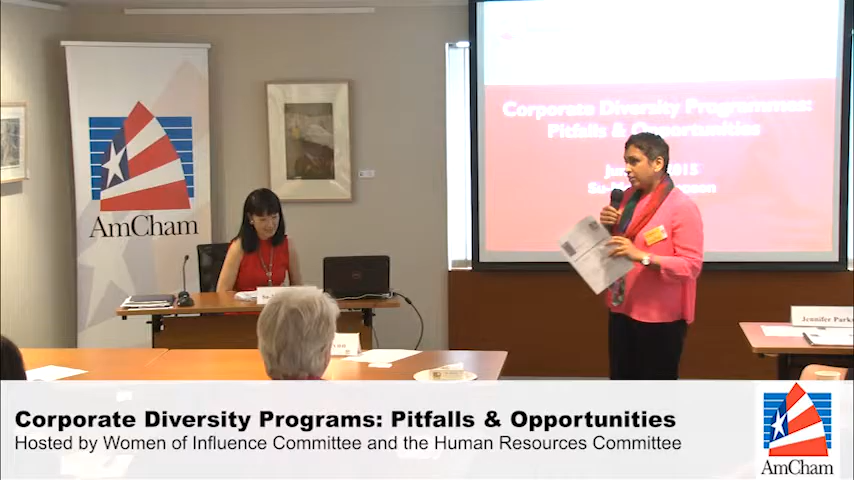 AmCham
Corporate Diversity Programmes:
Pitfalls & Opportunities
2015
Jennifer Park
Corporate Diversity Programs: Pitfalls & Opportunities
Hosted by Women of Influence Committee and the Human Resources Committee
AmCham